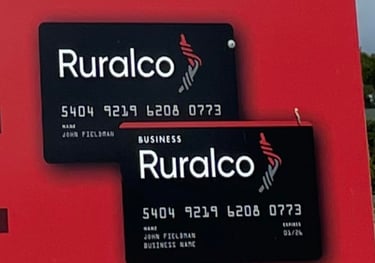 Ruralco
5404 9219 6208 0773
NAME
JOHN FIELDMAN
BUSINESS
Ruralco
5404 9219 6208 0773
NAME
EXPIRES
JOHN FIELDMAN
01/26
BUSINESS NAME